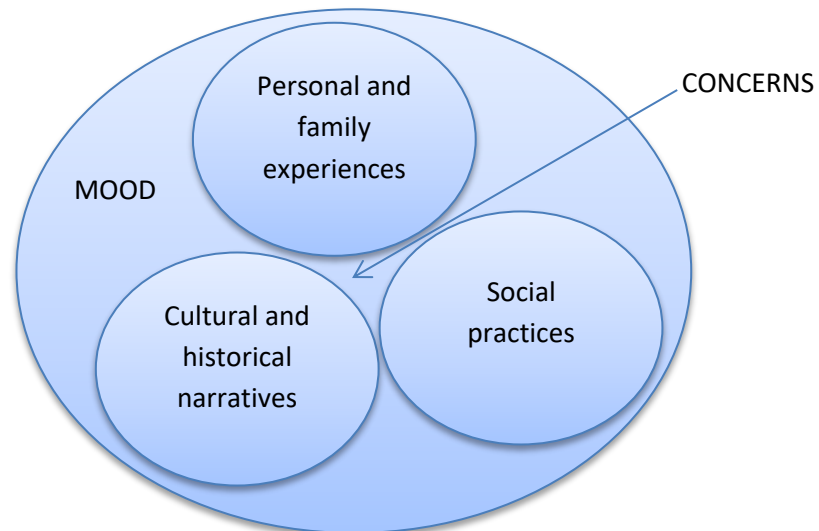 Personal and
family
experiences
CONCERNS
MOOD
Social
practices
Cultural and
historical
narratives